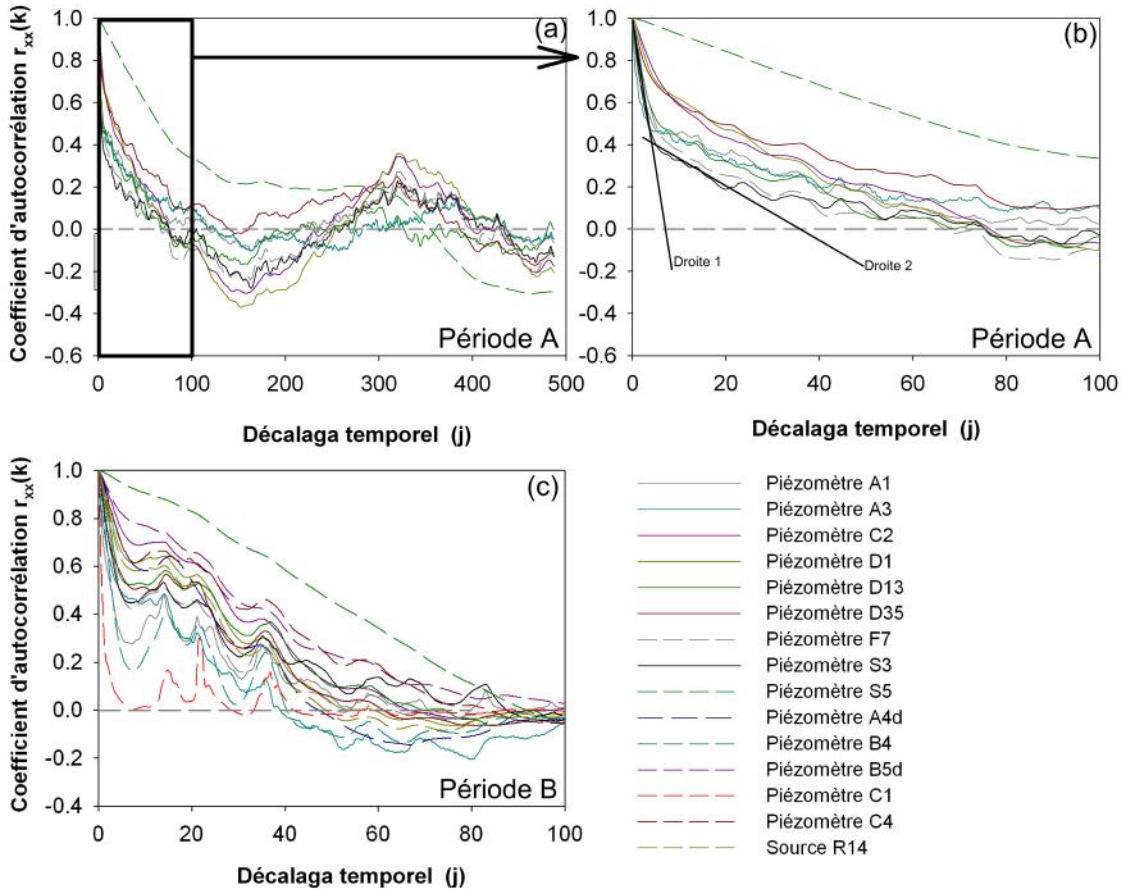 (a)
(b)
Coefficient d'autocorrélation r_xx(k)
1.0
0.8
0.6
0.4
0.2
0.0
-0.2
-0.4
-0.6
0
100
200
300
400
500
Période A
Décalaga temporel (j)
1.0
0.8
0.6
0.4
0.2
0.0
-0.2
-0.4
-0.6
0
20
40
60
80
100
Droite 1
Droite 2
Période A
Décalaga temporel (j)
(c)
Coefficient d'autocorrélation r_xx(k)
1.0
0.8
0.6
0.4
0.2
0.0
-0.2
-0.4
0
20
40
60
80
100
Période B
Décalaga temporel (j)
Piézomètre A1
Piézomètre A3
Piézomètre C2
Piézomètre D1
Piézomètre D13
Piézomètre D35
Piézomètre F7
Piézomètre S3
Piézomètre S5
Piézomètre A4d
Piézomètre B4
Piézomètre B5d
Piézomètre C1
Piézomètre C4
Source R14